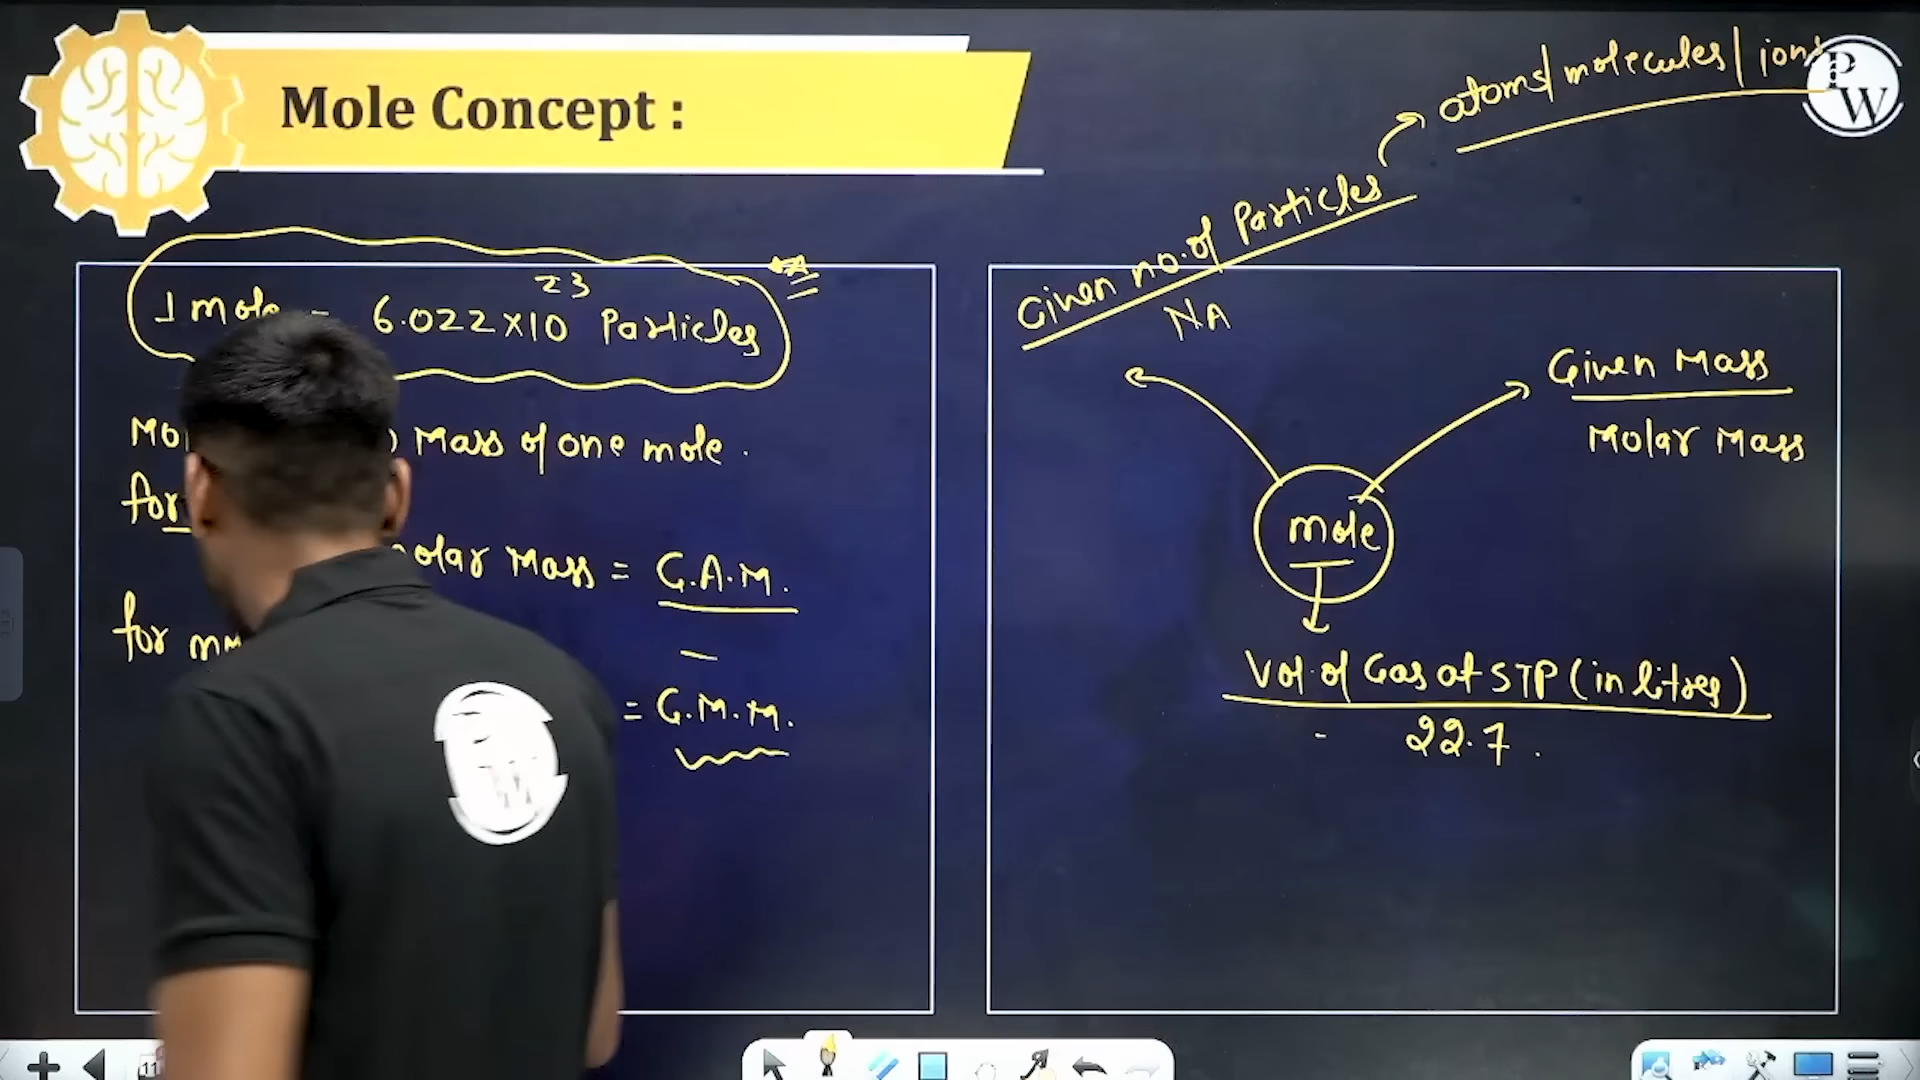 Mole Concept :
atoms/molecules/ions
PW
Given no. of Particles
NA
1 mole = 6.022×10^23 Particles
Mass of one mole.
for
olar Mass = G.A.M.
for
= G.M.M.
Given Mass
Molar Mass
mole
Vol. of Gas at STP (in litres)
22.7